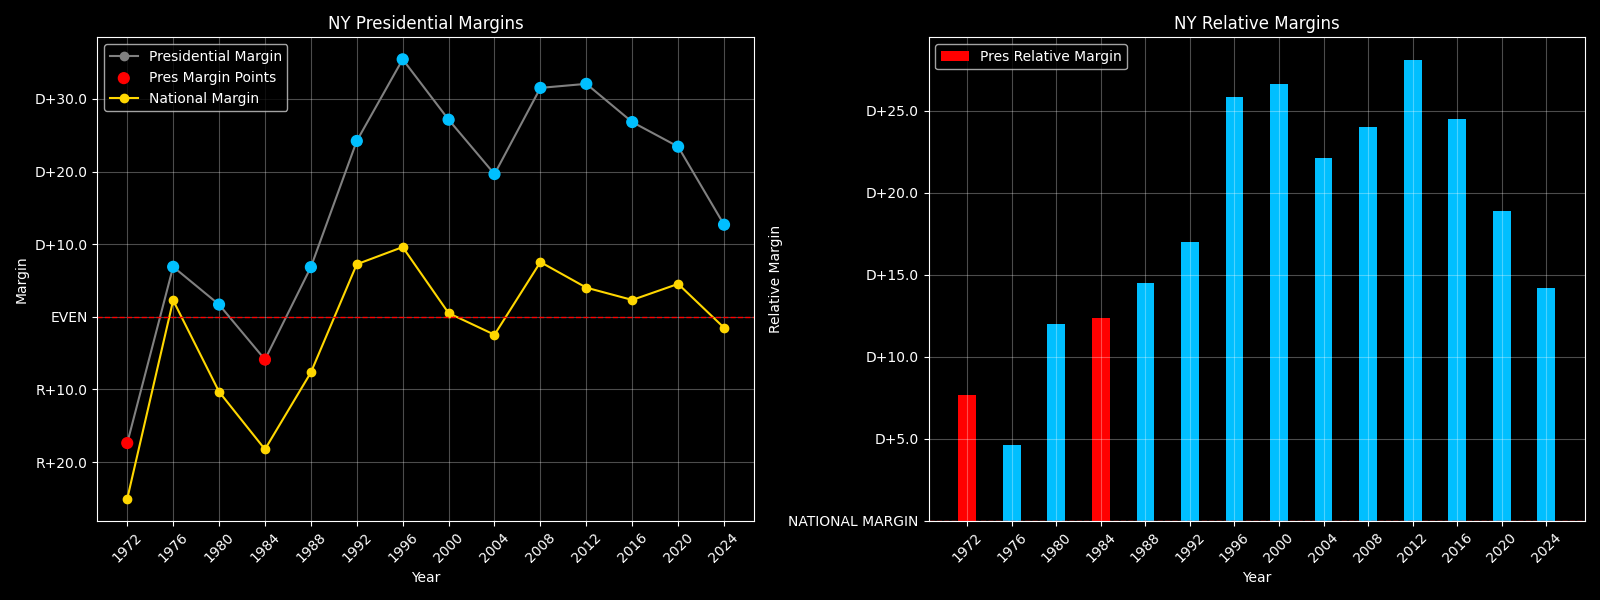 NY Presidential Margins
Presidential Margin
Pres Margin Points
National Margin
D+30.0
D+20.0
D+10.0
EVEN
R+10.0
R+20.0
Margin
1972
1976
1980
1984
1988
1992
1996
2000
2004
2008
2012
2016
2020
2024
Year
NY Relative Margins
Pres Relative Margin
D+25.0
D+20.0
D+15.0
D+10.0
D+5.0
NATIONAL MARGIN
Relative Margin
1972
1976
1980
1984
1988
1992
1996
2000
2004
2008
2012
2016
2020
2024
Year